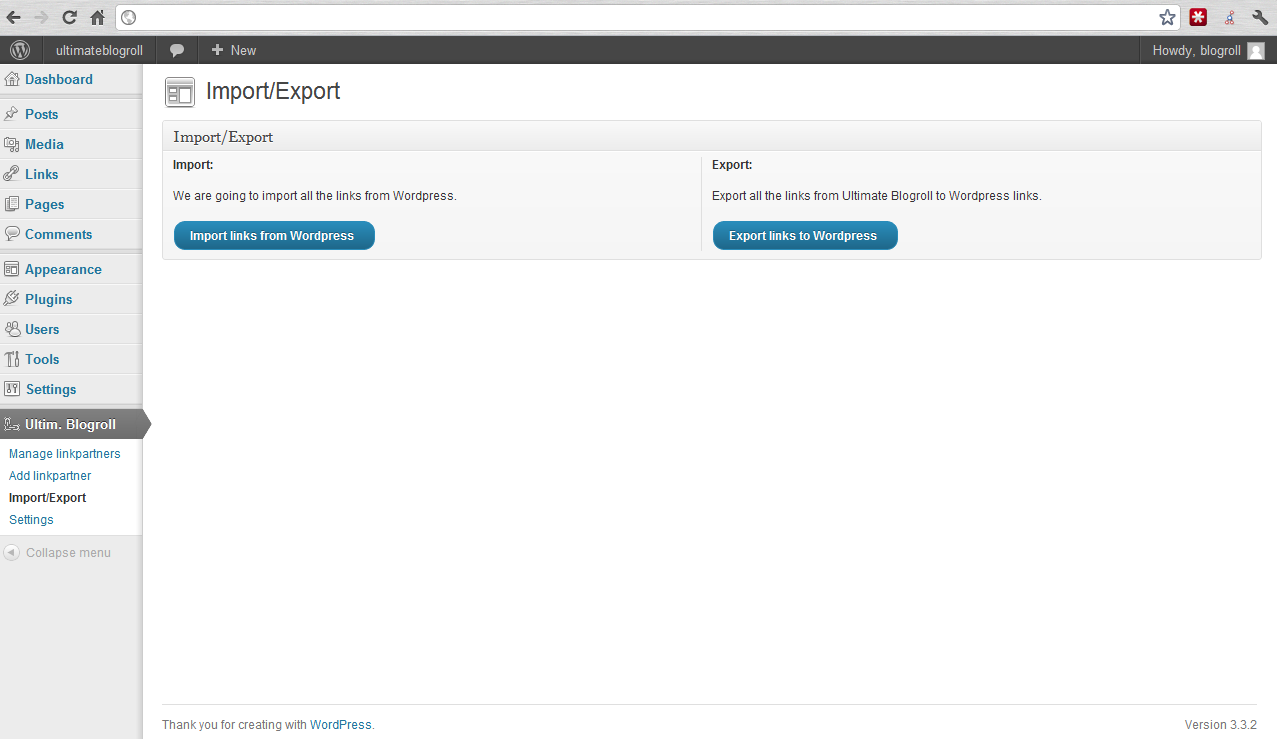 ultimateblogroll
New
Howdy, blogroll
Dashboard
Posts
Media
Links
Pages
Comments
Appearance
Plugins
Users
Tools
Settings
Ultim. Blogroll
Manage linkpartners
Add linkpartner
Import/Export
Settings
Collapse menu
Import/Export
Import/Export
Import:
We are going to import all the links from Wordpress.
Import links from Wordpress
Export:
Export all the links from Ultimate Blogroll to Wordpress links.
Export links to Wordpress
Thank you for creating with WordPress.
Version 3.3.2